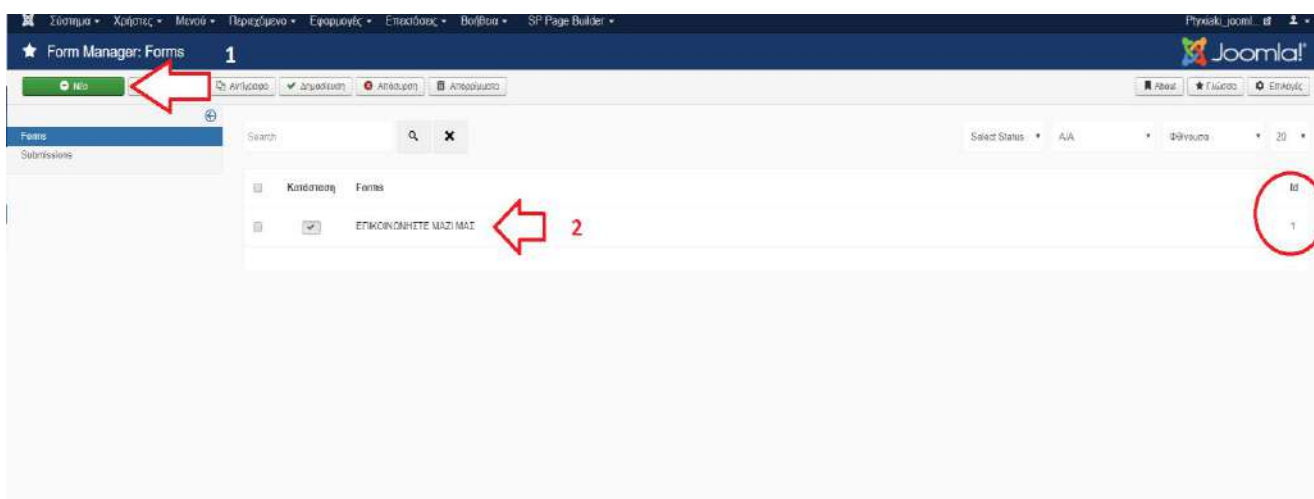 Σύστημα Χρήστες Μενού Περιεχόμενο Εφαρμογές Επεκτάσεις Βοήθεια SP Page Builder Ptyxiaki_jooml...
Form Manager: Forms 1 Joomla!
Νέο Αντίγραφο Δημοσίευση Απόσυρση Απορρίμματα About Γλώσσα Επιλογές
Forms
Search Select Status Α/Α Φθίνουσα 20
Submissions
Κατάσταση Forms Id
ΕΠΙΚΟΙΝΩΝΗΣΤΕ ΜΑΖΙ ΜΑΣ 2 1